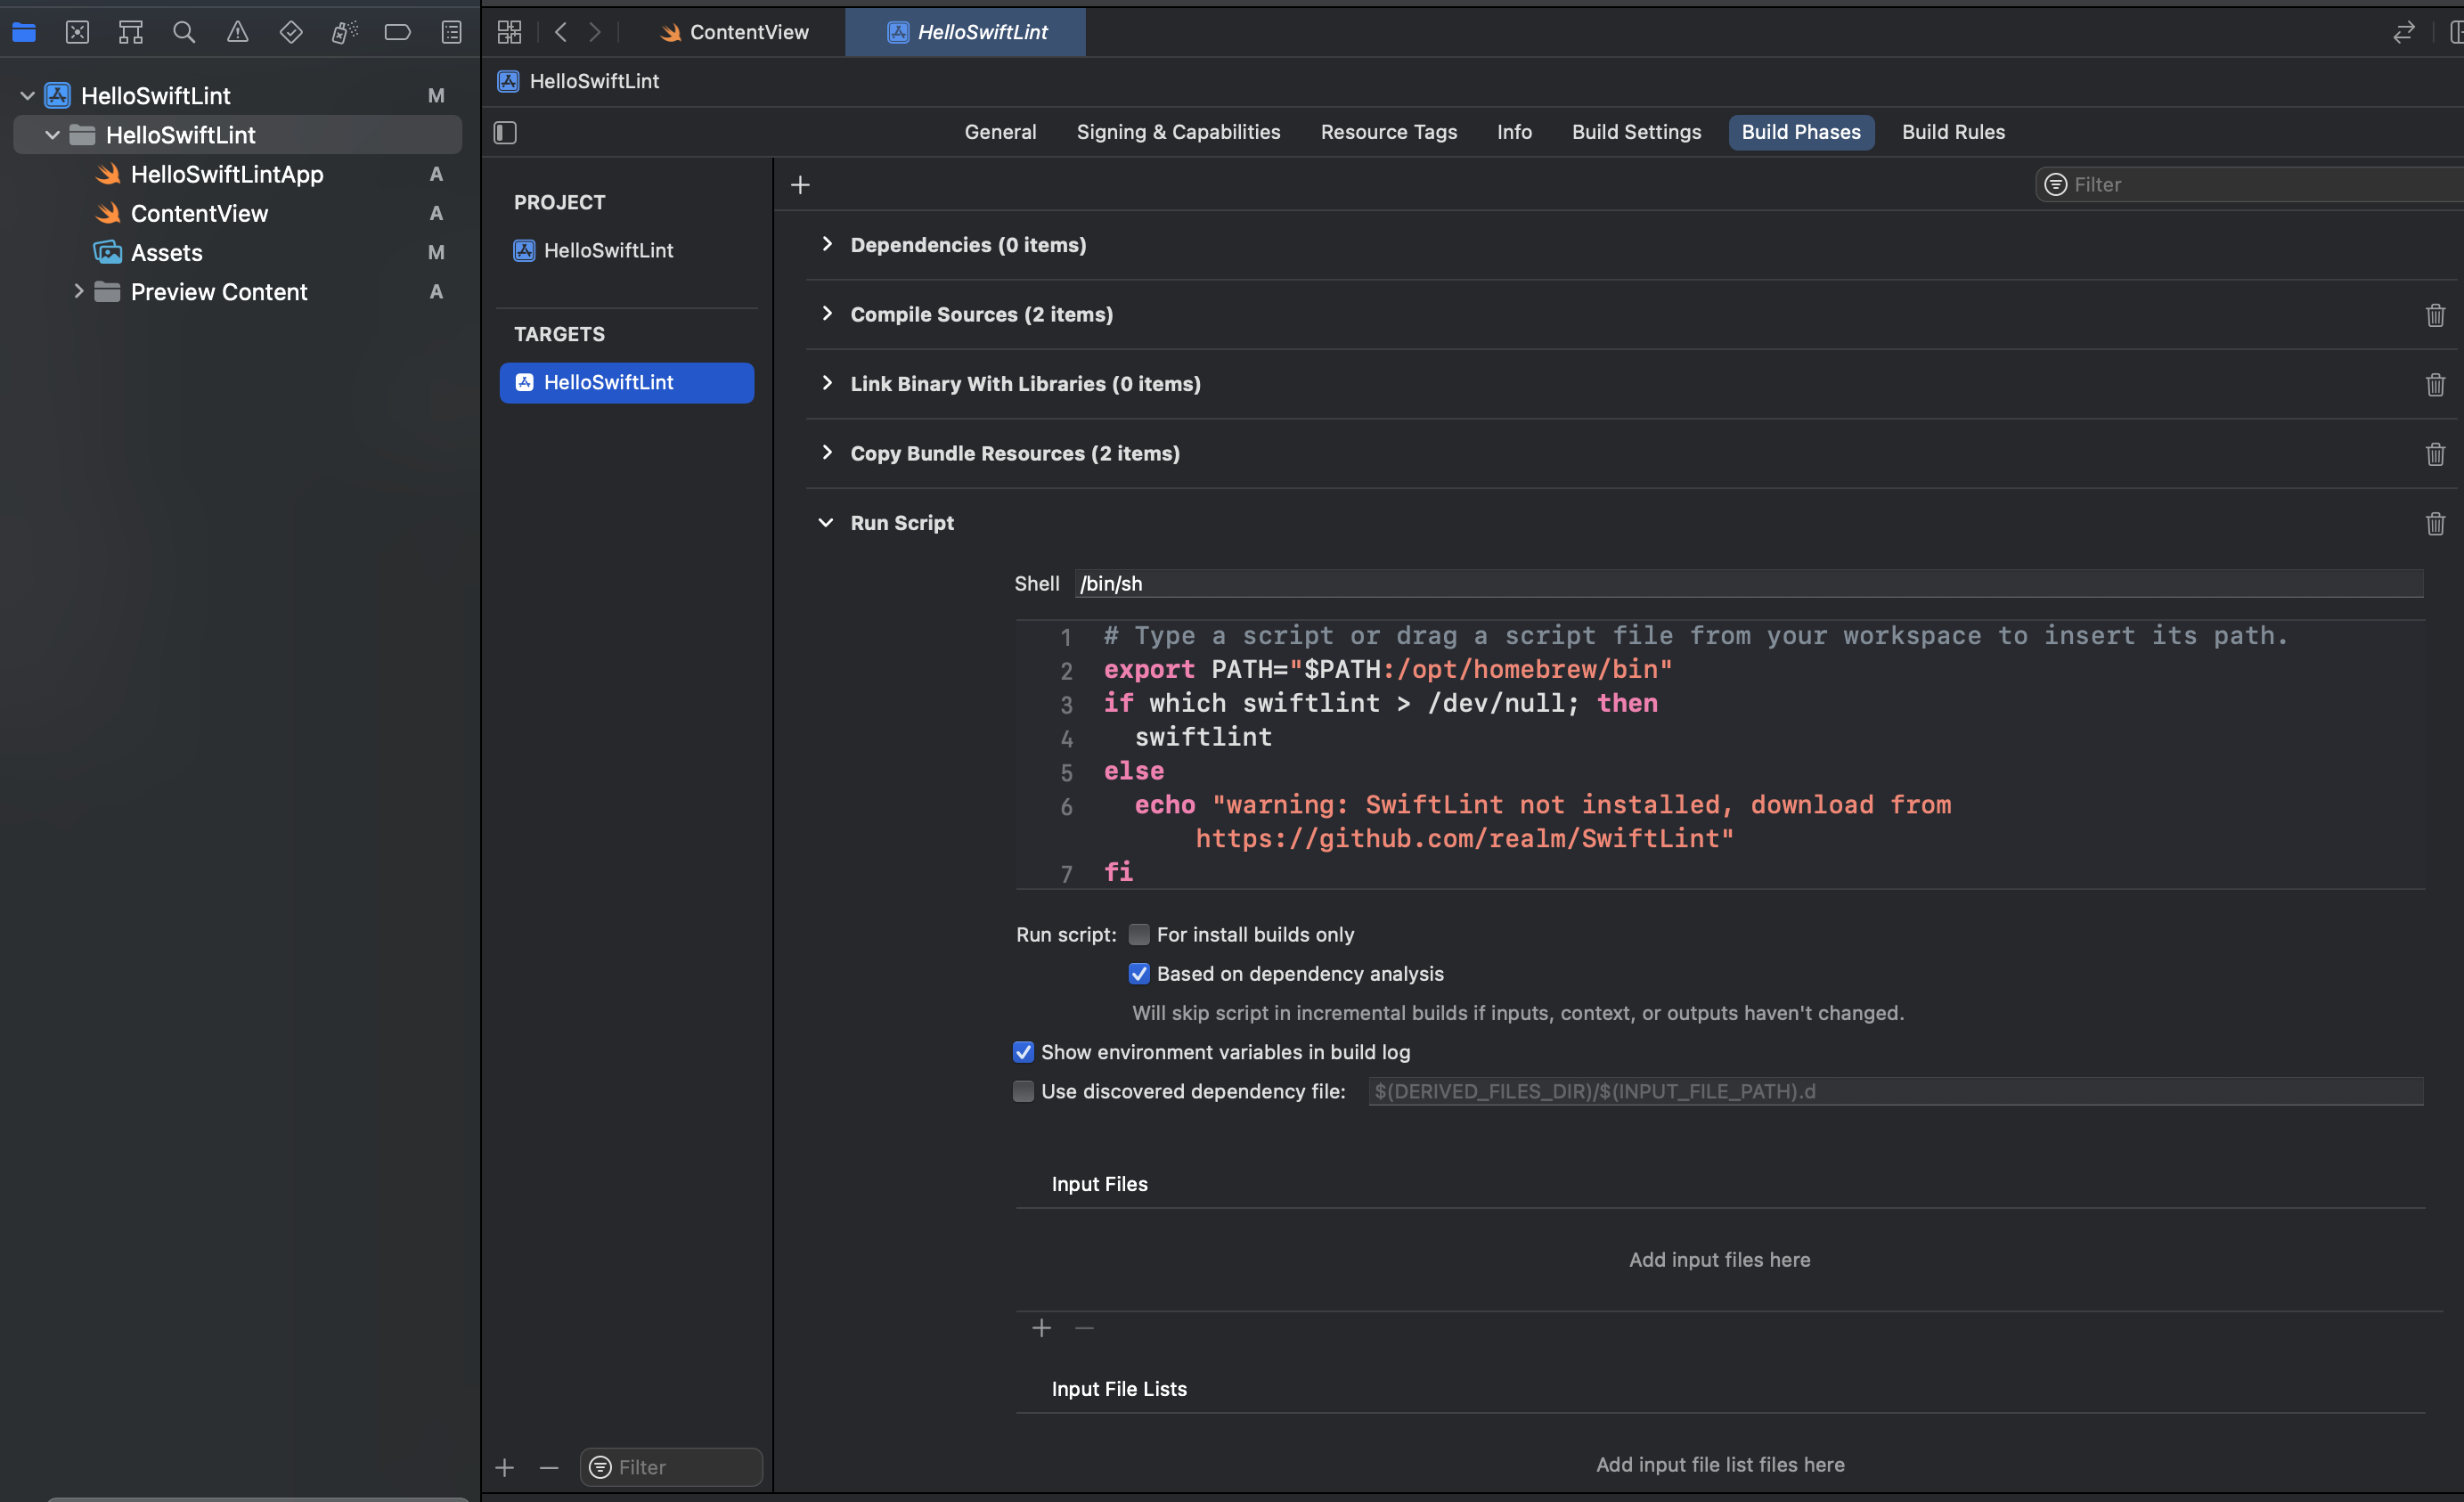 ContentView
HelloSwiftLint
HelloSwiftLint
HelloSwiftLint M
HelloSwiftLint
HelloSwiftLintApp A
ContentView A
Assets M
Preview Content A
General Signing & Capabilities Resource Tags Info Build Settings Build Phases Build Rules
PROJECT
HelloSwiftLint
TARGETS
HelloSwiftLint
Filter
Filter
Dependencies (0 items)
Compile Sources (2 items)
Link Binary With Libraries (0 items)
Copy Bundle Resources (2 items)
Run Script
Shell /bin/sh
1 # Type a script or drag a script file from your workspace to insert its path.
2 export PATH="$PATH:/opt/homebrew/bin"
3 if which swiftlint > /dev/null; then
4 swiftlint
5 else
6 echo "warning: SwiftLint not installed, download from
https://github.com/realm/SwiftLint"
7 fi
Run script: For install builds only
Based on dependency analysis
Will skip script in incremental builds if inputs, context, or outputs haven't changed.
Show environment variables in build log
Use discovered dependency file: $(DERIVED_FILES_DIR)/$(INPUT_FILE_PATH).d
Input Files
Add input files here
Input File Lists
Add input file list files here